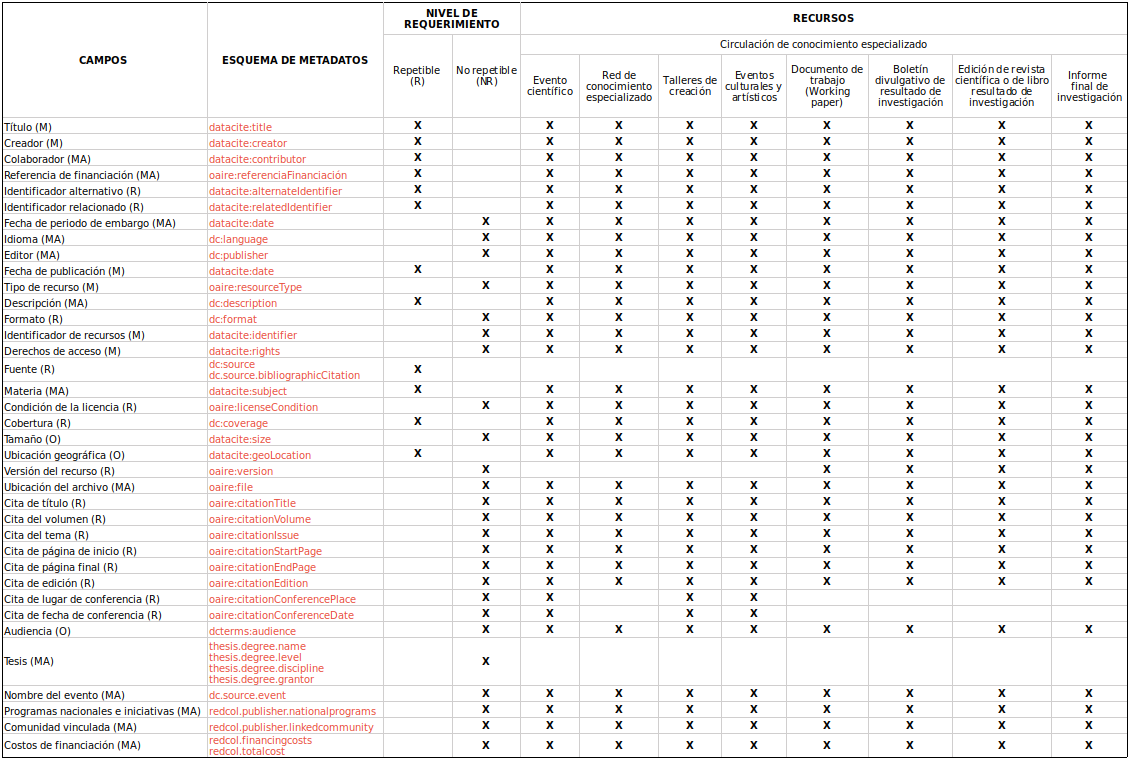 CAMPOS	ESQUEMA DE METADATOS	NIVEL DE REQUERIMIENTO	RECURSOS
Circulación de conocimiento especializado
Repetible (R)	No repetible (NR)	Evento científico	Red de conocimiento especializado	Talleres de creación	Eventos culturales y artísticos	Documento de trabajo (Working paper)	Boletín divulgativo de resultado de investigación	Edición de revista científica o de libro resultado de investigación	Informe final de investigación
Título (M)	datacite:title	X		X	X	X	X	X	X	X	X
Creador (M)	datacite:creator	X		X	X	X	X	X	X	X	X
Colaborador (MA)	datacite:contributor	X		X	X	X	X	X	X	X	X
Referencia de financiación (MA)	oaire:referenciaFinanciación	X		X	X	X	X	X	X	X	X
Identificador alternativo (R)	datacite:alternateIdentifier	X		X	X	X	X	X	X	X	X
Identificador relacionado (R)	datacite:relatedIdentifier	X		X	X	X	X	X	X	X	X
Fecha de periodo de embargo (MA)	datacite:date		X	X	X	X	X	X	X	X	X
Idioma (MA)	dc:language		X	X	X	X	X	X	X	X	X
Editor (MA)	dc:publisher		X	X	X	X	X	X	X	X	X
Fecha de publicación (M)	datacite:date	X		X	X	X	X	X	X	X	X
Tipo de recurso (M)	oaire:resourceType		X	X	X	X	X	X	X	X	X
Descripción (MA)	dc:description	X		X	X	X	X	X	X	X	X
Formato (R)	dc:format		X	X	X	X	X	X	X	X	X
Identificador de recursos (M)	datacite:identifier		X	X	X	X	X	X	X	X	X
Derechos de acceso (M)	datacite:rights		X	X	X	X	X	X	X	X	X
Fuente (R)	dc:source dc.source.bibliographicCitation	X
Materia (MA)	datacite:subject	X		X	X	X	X	X	X	X	X
Condición de la licencia (R)	oaire:licenseCondition		X	X	X	X	X	X	X	X	X
Cobertura (R)	dc:coverage	X		X	X	X	X	X	X	X	X
Tamaño (O)	datacite:size		X	X	X	X	X	X	X	X	X
Ubicación geográfica (O)	datacite:geoLocation	X		X	X	X	X	X	X	X	X
Versión del recurso (R)	oaire:version		X					X	X	X	X
Ubicación del archivo (MA)	oaire:file		X	X	X	X	X	X	X	X	X
Cita de título (R)	oaire:citationTitle		X	X	X	X	X	X	X	X	X
Cita del volumen (R)	oaire:citationVolume		X	X	X	X	X	X	X	X	X
Cita del tema (R)	oaire:citationIssue		X	X	X	X	X	X	X	X	X
Cita de página de inicio (R)	oaire:citationStartPage		X	X	X	X	X	X	X	X	X
Cita de página final (R)	oaire:citationEndPage		X	X	X	X	X	X	X	X	X
Cita de edición (R)	oaire:citationEdition		X	X	X	X	X	X	X	X	X
Cita de lugar de conferencia (R)	oaire:citationConferencePlace		X	X		X	X
Cita de fecha de conferencia (R)	oaire:citationConferenceDate		X	X		X	X
Audiencia (O)	dcterms:audience		X	X	X	X	X	X	X	X	X
Tesis (MA)	thesis.degree.name thesis.degree.level thesis.degree.discipline thesis.degree.grantor		X
Nombre del evento (MA)	dc.source.event		X	X	X	X	X	X	X	X	X
Programas nacionales e iniciativas (MA)	redcol.publisher.nationalprograms		X	X	X	X	X	X	X	X	X
Comunidad vinculada (MA)	redcol.publisher.linkedcommunity		X	X	X	X	X	X	X	X	X
Costos de financiación (MA)	redcol.financingcosts redcol.totalcost		X	X	X	X	X	X	X	X	X